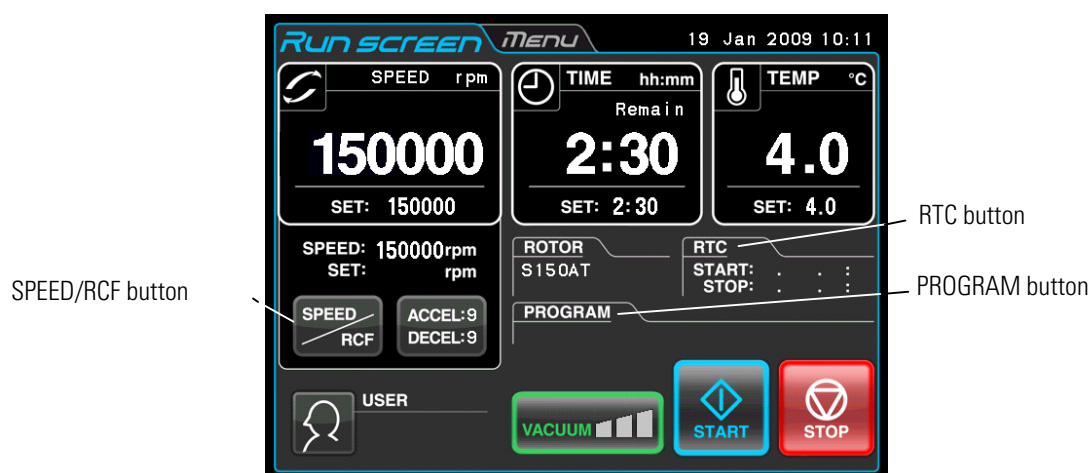 Run screen Menu 19 Jan 2009 10:11
SPEED rpm
150000
SET: 150000
TIME hh:mm
Remain
2:30
SET: 2:30
TEMP °C
4.0
SET: 4.0
SPEED: 150000rpm
SET: rpm
SPEED/RCF button
SPEED
RCF
ACCEL:9
DECEL:9
ROTOR
S150AT
RTC
START: . . :
STOP: . . :
RTC button
PROGRAM
PROGRAM button
USER
VACUUM
START
STOP